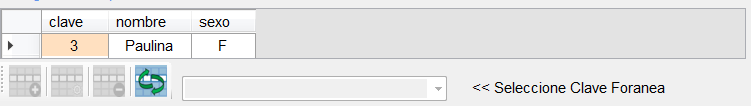 clave nombre sexo
3 Paulina F
<< Seleccione Clave Foranea